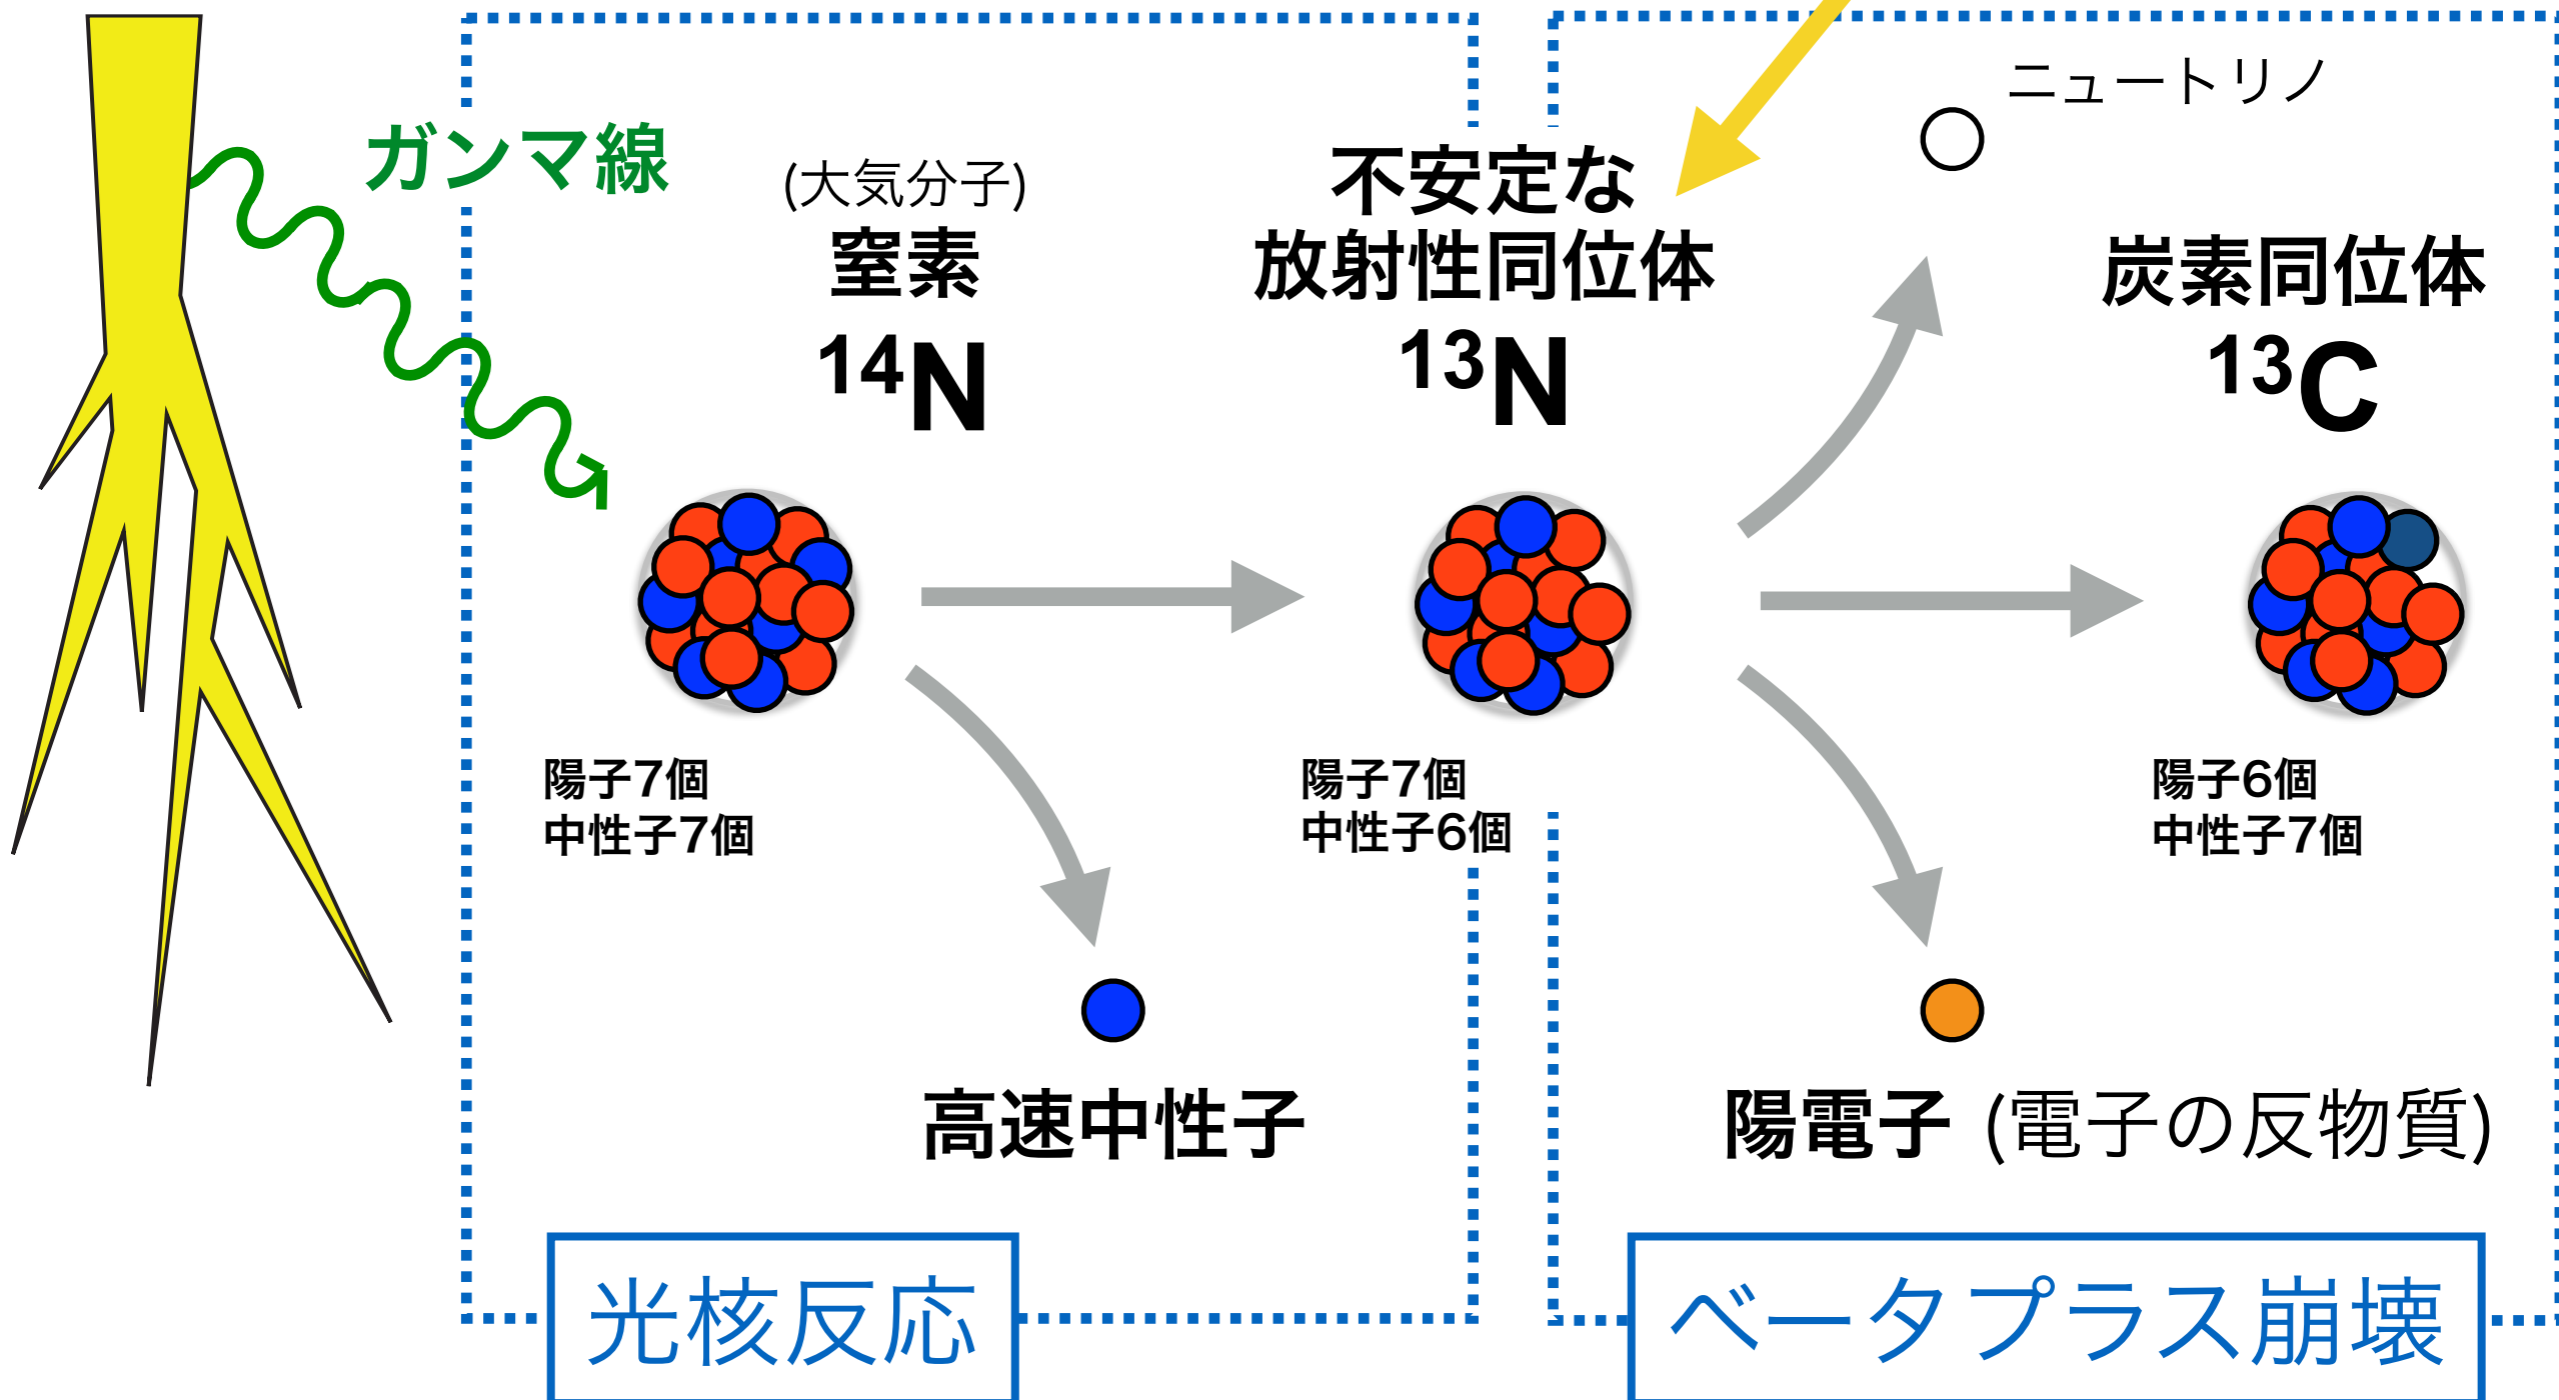 ガンマ線
(大気分子)
窒素
14N
陽子7個
中性子7個
高速中性子
光核反応
不安定な
放射性同位体
13N
陽子7個
中性子6個
ニュートリノ
炭素同位体
13C
陽子6個
中性子7個
陽電子 (電子の反物質)
ベータプラス崩壊